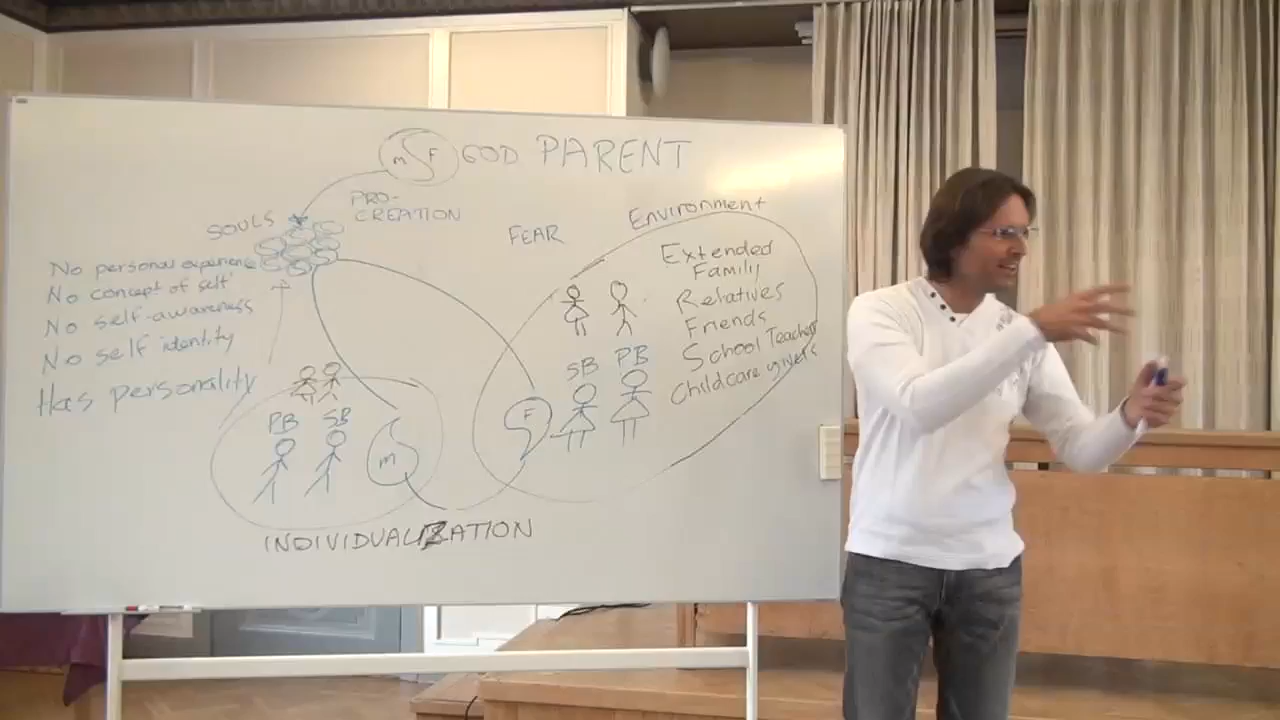 m F GOD PARENT
PRO-
CREATION
SOULS
No personal experience
No concept of self
No self-awareness
No self identity
Has personality
FEAR
Environment
Extended
Family
Relatives
Friends
School Teachers
Childcare givers
PB SB
m
F
SB PB
INDIVIDUALIZATION